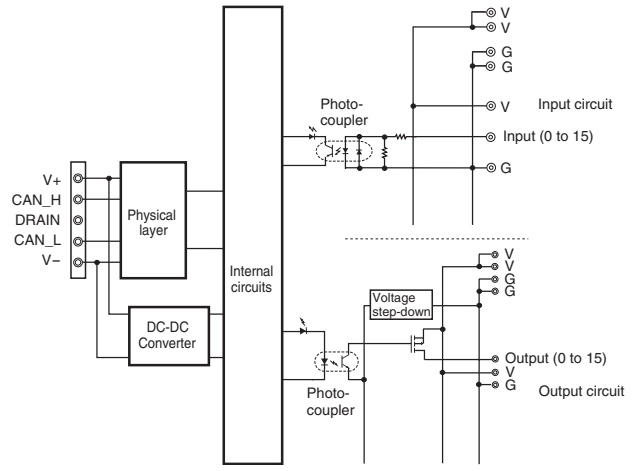 V+
CAN_H
DRAIN
CAN_L
V−
Physical
layer
DC-DC
Converter
Internal
circuits
Photo-
coupler
V
V
G
G
V
Input circuit
Input (0 to 15)
G
V
V
G
G
Voltage
step-down
Output (0 to 15)
V
G
Output circuit
Photo-
coupler